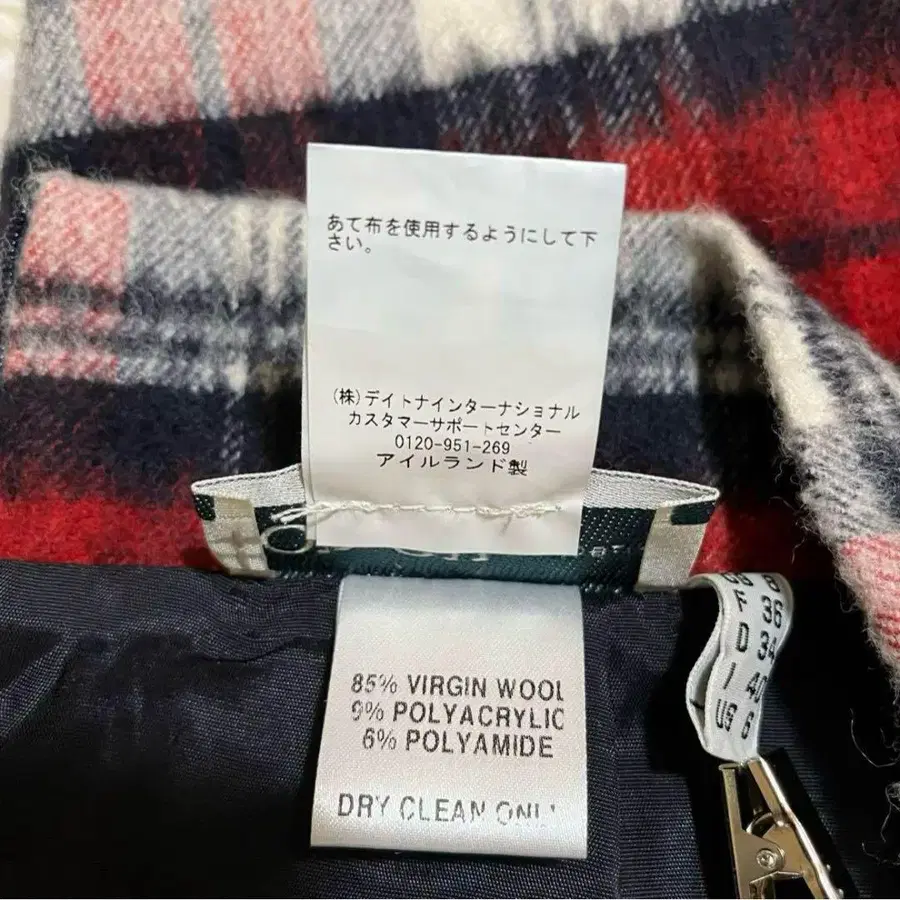 あて布を使用するようにして下
さい。
(株)デイトナインターナショナル
カスタマーサポートセンター
0120-951-269
アイルランド製
85% VIRGIN WOOL
9% POLYACRYLIC
6% POLYAMIDE
DRY CLEAN ONLY
GB 8
F 36
D 34
I 40
US 6